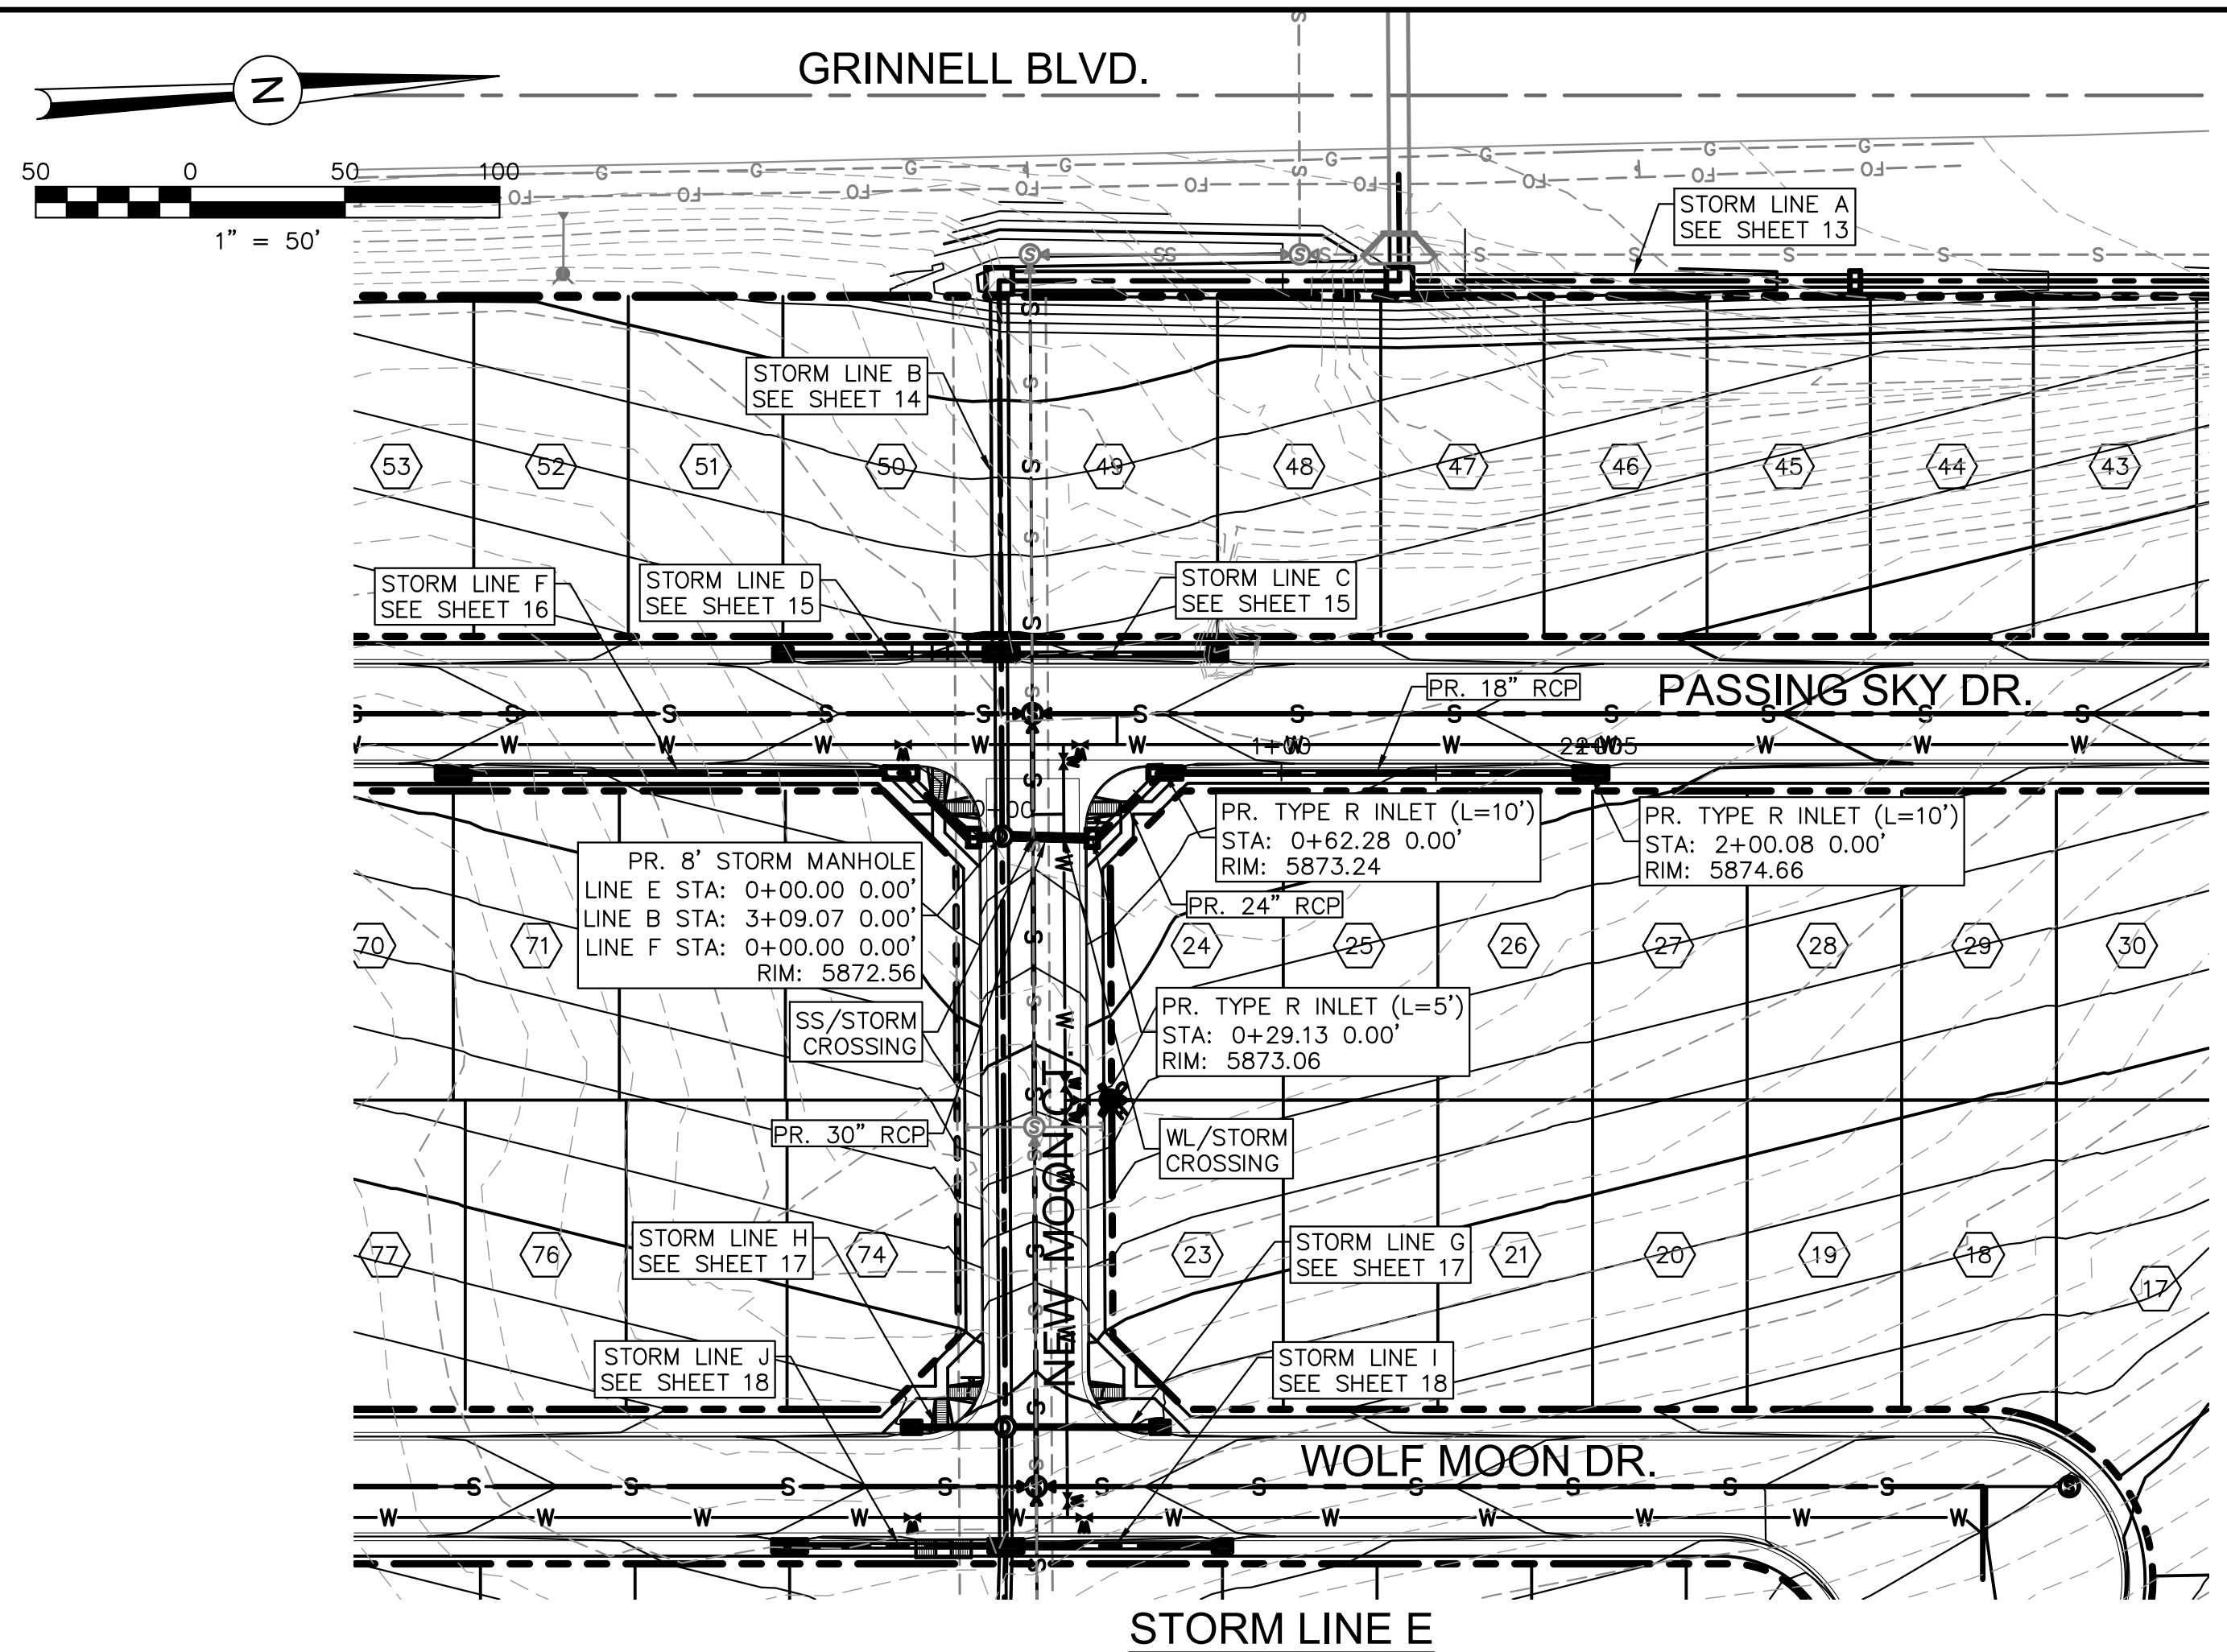 GRINNELL BLVD.
N
50 0 50 100
1" = 50'
STORM LINE A
SEE SHEET 13
STORM LINE B
SEE SHEET 14
53 52 51 50 49 48 47 46 45 44 43
STORM LINE F
SEE SHEET 16
STORM LINE D
SEE SHEET 15
STORM LINE C
SEE SHEET 15
PR. 18" RCP
PASSING SKY DR.
1+00
0+00
PR. 8' STORM MANHOLE
LINE E STA: 0+00.00 0.00'
LINE B STA: 3+09.07 0.00'
LINE F STA: 0+00.00 0.00'
RIM: 5872.56
PR. TYPE R INLET (L=10')
STA: 0+62.28 0.00'
RIM: 5873.24
PR. TYPE R INLET (L=10')
STA: 2+00.08 0.00'
RIM: 5874.66
PR. 24" RCP
70 71 24 25 26 27 28 29 30
SS/STORM
CROSSING
PR. TYPE R INLET (L=5')
STA: 0+29.13 0.00'
RIM: 5873.06
PR. 30" RCP
WL/STORM
CROSSING
NEW MOON CT.
STORM LINE H
SEE SHEET 17
STORM LINE G
SEE SHEET 17
77 76 74 23 21 20 19 18 17
STORM LINE J
SEE SHEET 18
STORM LINE I
SEE SHEET 18
WOLF MOON DR.
STORM LINE E